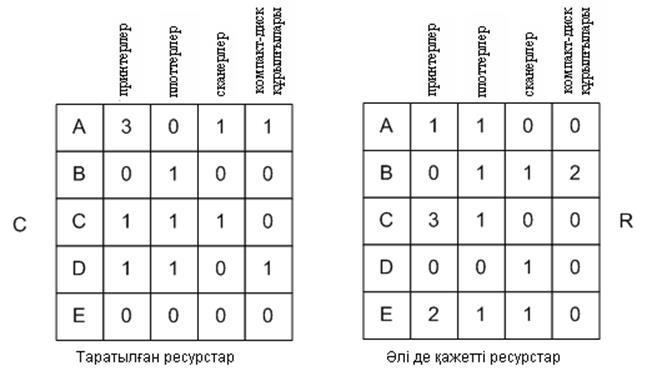 принтерлер плоттерлер сканерлер компакт-диск құрылғылары
A 3 0 1 1
B 0 1 0 0
C 1 1 1 0
D 1 1 0 1
E 0 0 0 0
C
Таратылған ресурстар
принтерлер плоттерлер сканерлер компакт-диск құрылғылары
A 1 1 0 0
B 0 1 1 2
C 3 1 0 0
D 0 0 1 0
E 2 1 1 0
R
Әлі де қажетті ресурстар